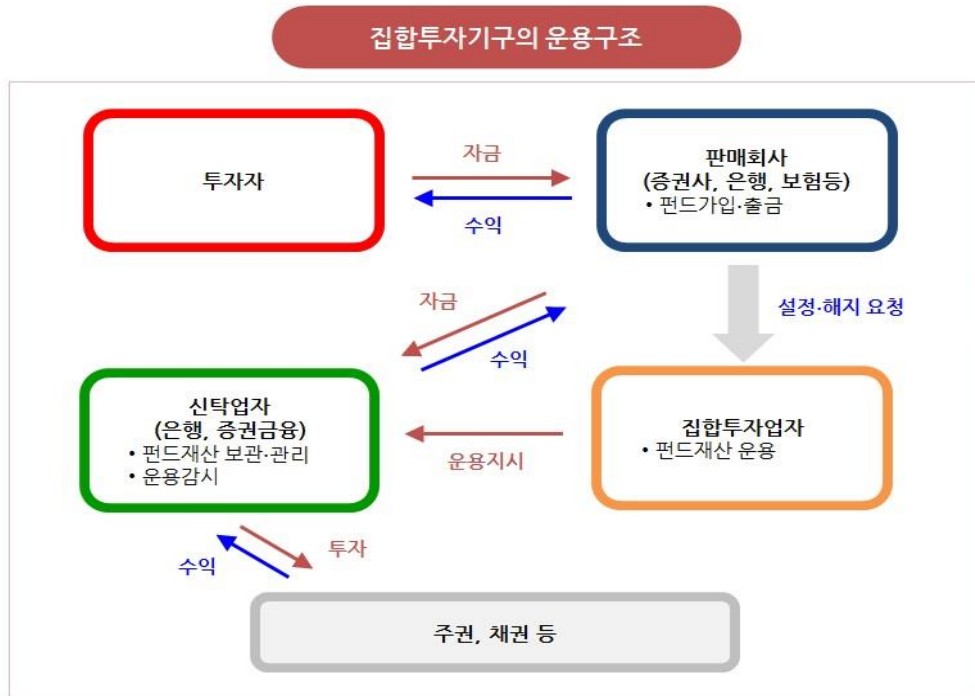 집합투자기구의 운용구조
투자자
자금
수익
판매회사
(증권사, 은행, 보험등)
• 펀드가입·출금
자금
수익
설정·해지 요청
신탁업자
(은행, 증권금융)
• 펀드재산 보관·관리
• 운용감시
운용지시
집합투자업자
• 펀드재산 운용
수익
투자
주권, 채권 등